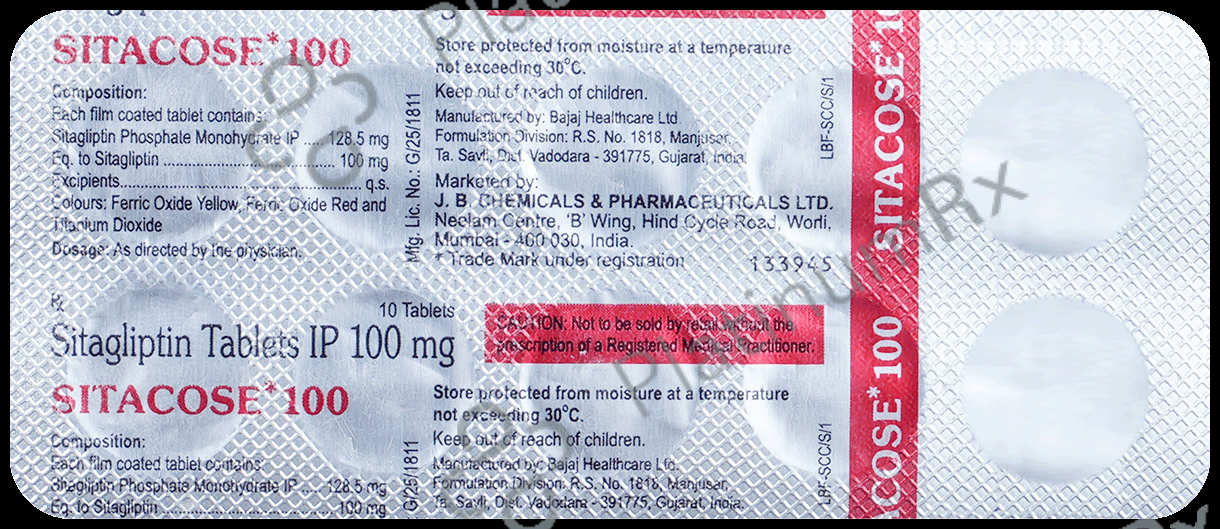 SITACOSE* 100
Composition:
Each film coated tablet contains:
Sitagliptin Phosphate Monohydrate IP ..... 128.5 mg
Eq. to Sitagliptin ............................................ 100 mg
Excipients.................................................. q.s.
Colours: Ferric Oxide Yellow, Ferric Oxide Red and
Titanium Dioxide
Dosage: As directed by the physician.
Mfg. Lic. No.: G/25/1811
Store protected from moisture at a temperature
not exceeding 30°C.
Keep out of reach of children.
Manufactured by: Bajaj Healthcare Ltd.
Formulation Division: R.S. No. 1818, Manjusar,
Ta. Savli, Dist. Vadodara - 391775, Gujarat, India.
Marketed by:
J. B. CHEMICALS & PHARMACEUTICALS LTD.
Neelam Centre, 'B' Wing, Hind Cycle Road, Worli,
Mumbai - 400 030, India.
* Trade Mark under registration
133945
LBF-SCC/S/1
SITACOSE* 1
Rx
10 Tablets
Sitagliptin Tablets IP 100 mg
SITACOSE* 100
CAUTION: Not to be sold by retail without the
prescription of a Registered Medical Practitioner.
Composition:
Each film coated tablet contains:
Sitagliptin Phosphate Monohydrate IP ..... 128.5 mg
Eq. to Sitagliptin ............................................ 100 mg
G/25/1811
Store protected from moisture at a temperature
not exceeding 30°C.
Keep out of reach of children.
Manufactured by: Bajaj Healthcare Ltd.
Formulation Division: R.S. No. 1818, Manjusar,
Ta. Savli, Dist. Vadodara - 391775, Gujarat, India.
LBF-SCC/S/1
ACOSE* 100
PlatinumRx